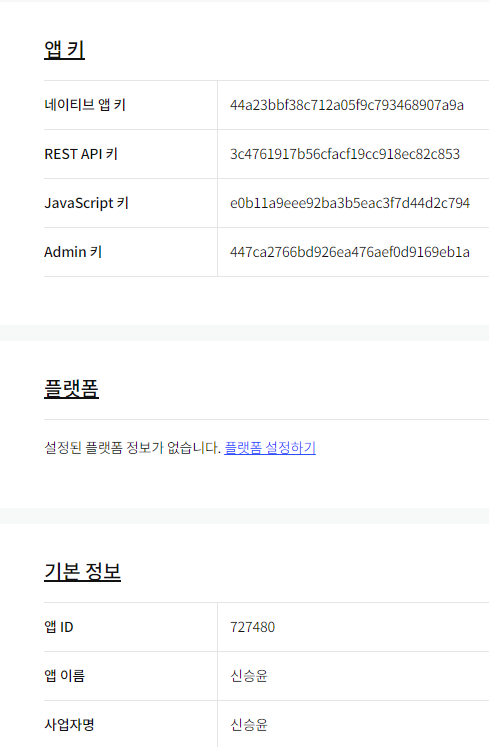 앱 키
네이티브 앱 키 44a23bbf38c712a05f9c793468907a9a
REST API 키 3c4761917b56cfacf19cc918ec82c853
JavaScript 키 e0b11a9eee92ba3b5eac3f7d44d2c794
Admin 키 447ca2766bd926ea476aef0d9169eb1a
플랫폼
설정된 플랫폼 정보가 없습니다. 플랫폼 설정하기
기본 정보
앱 ID 727480
앱 이름 신승윤
사업자명 신승윤